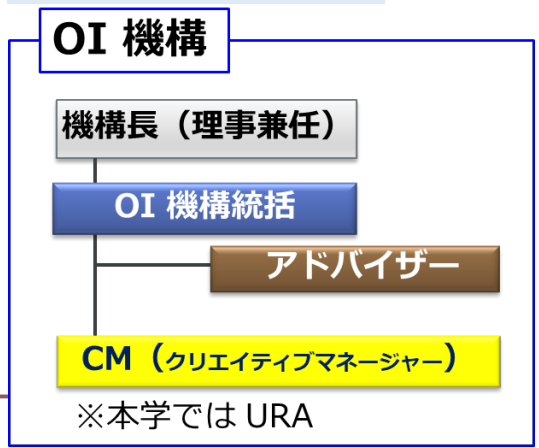 OI 機構
機構長（理事兼任）
OI 機構統括
アドバイザー
CM（クリエイティブマネージャー）
※本学では URA